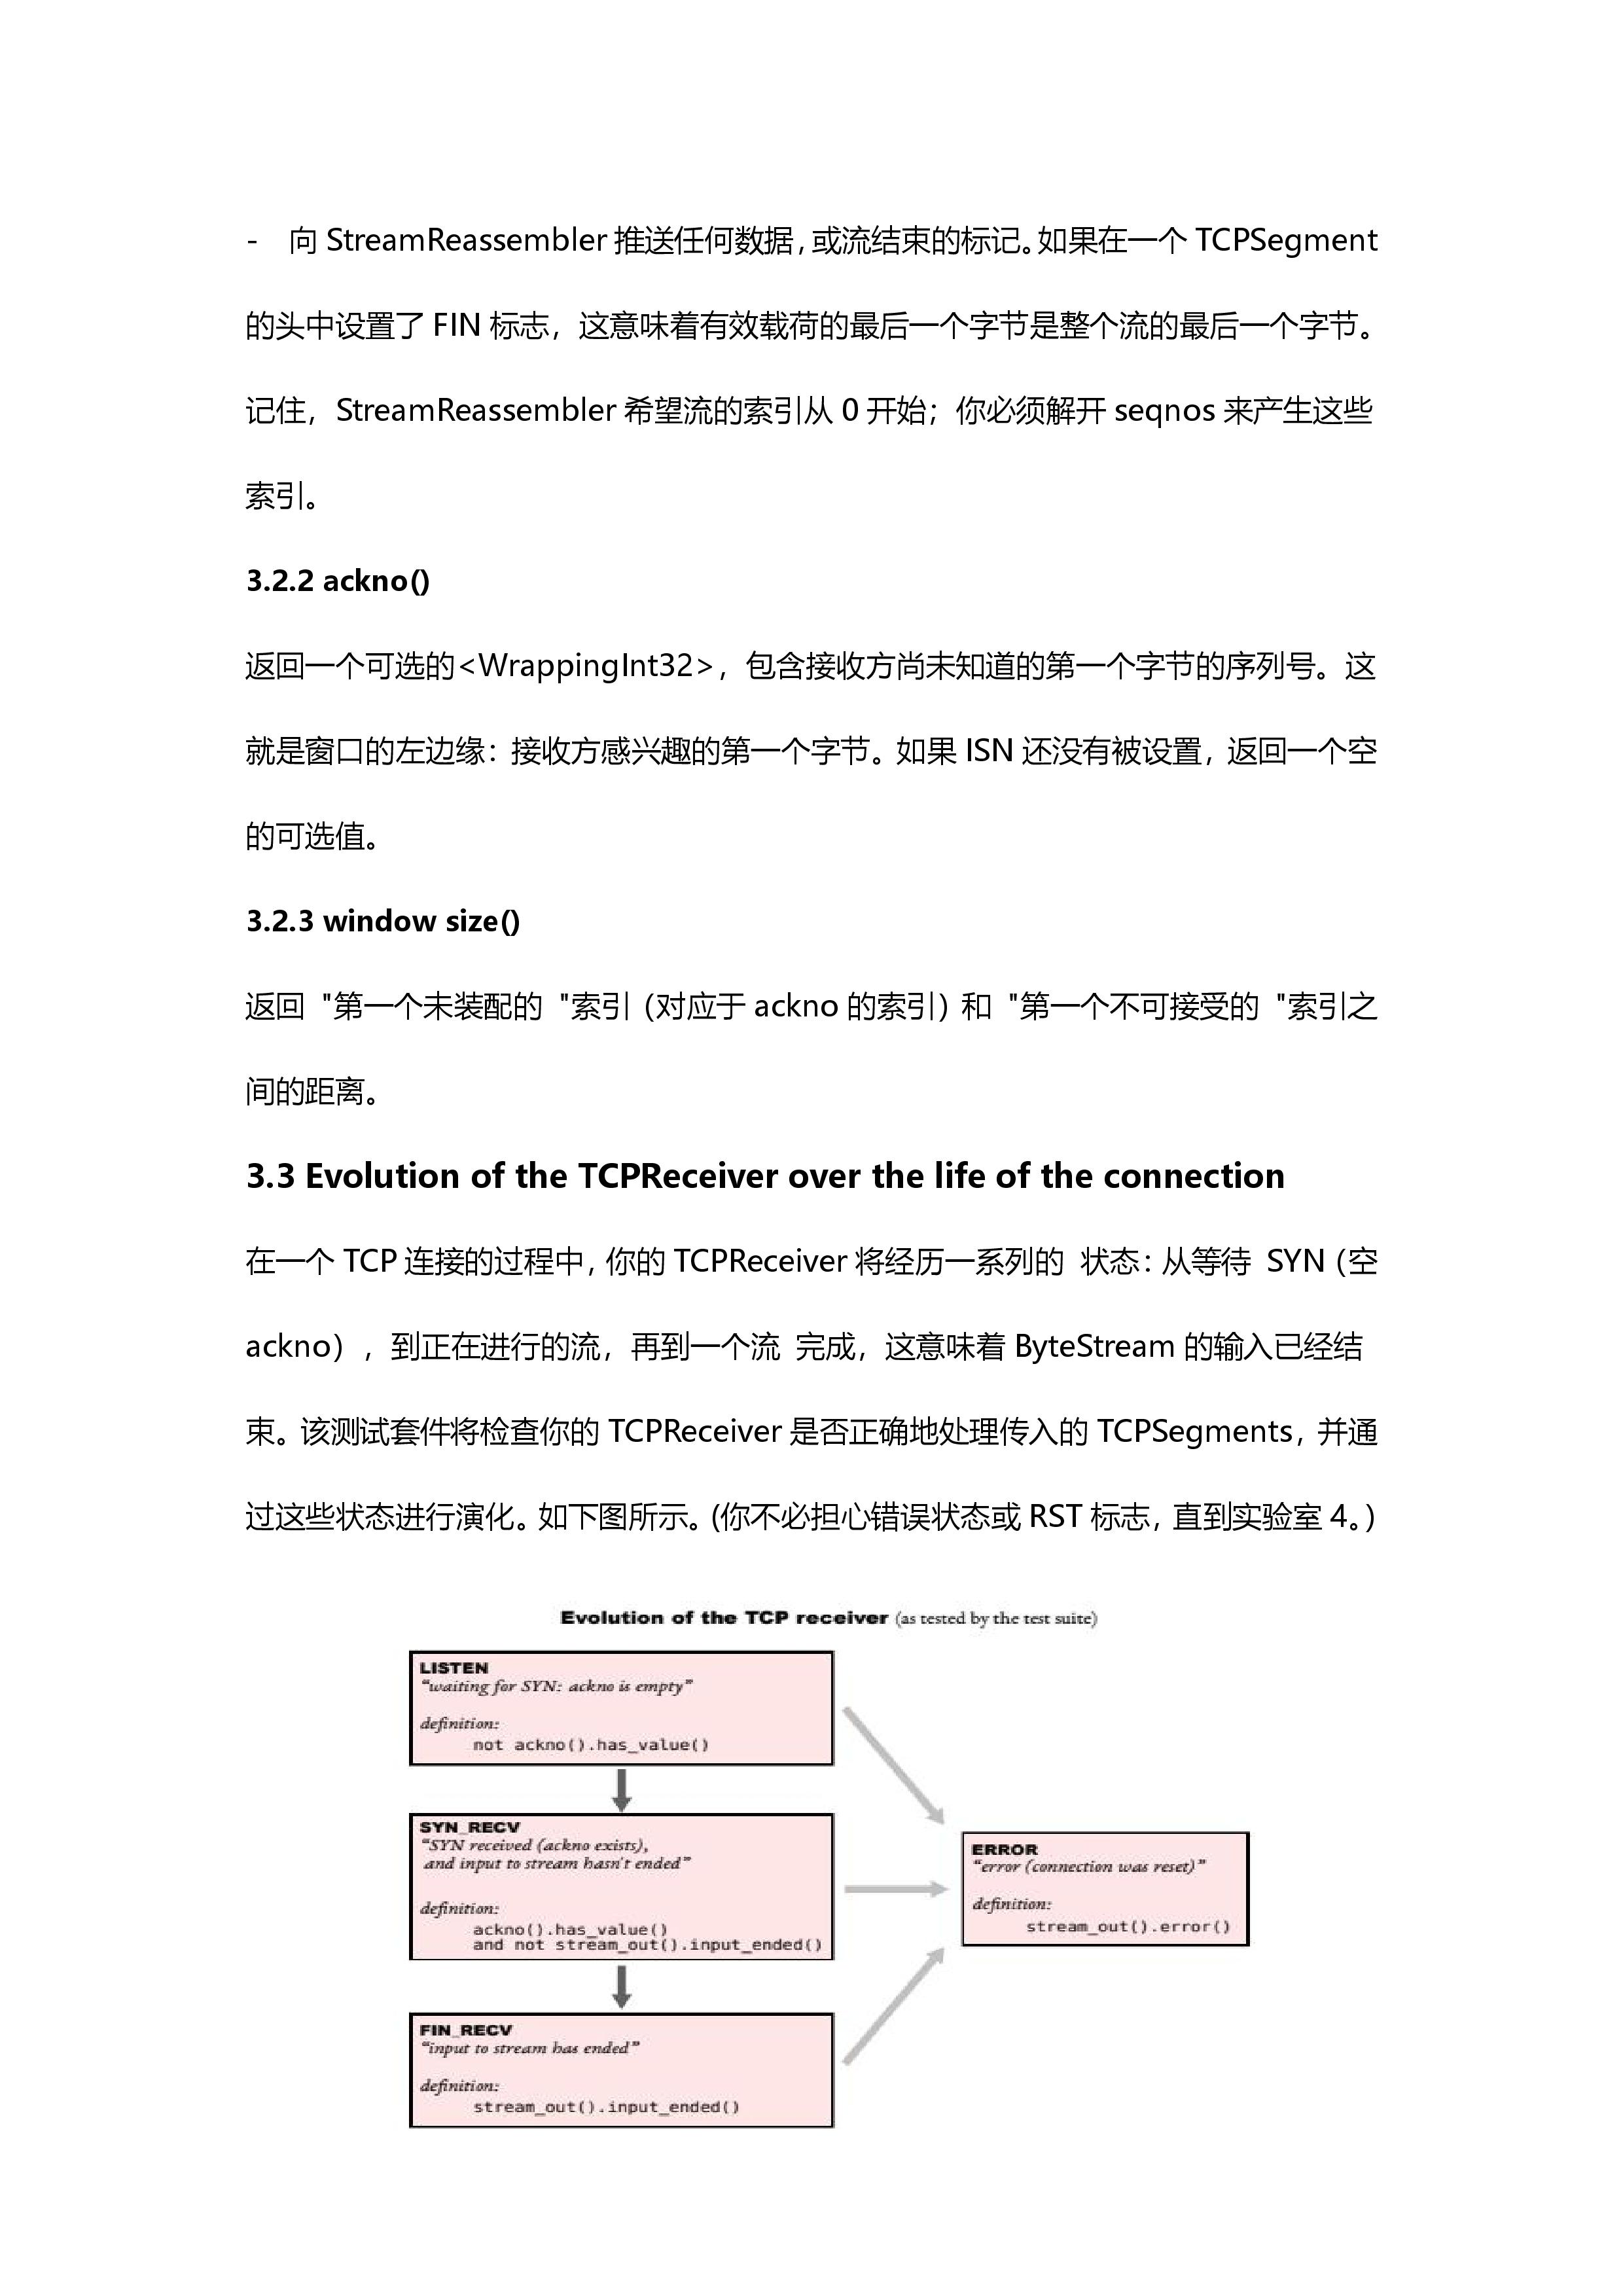 - 向 StreamReassembler 推送任何数据，或流结束的标记。如果在一个 TCPSegment
的头中设置了 FIN 标志，这意味着有效载荷的最后一个字节是整个流的最后一个字节。
记住，StreamReassembler 希望流的索引从 0 开始；你必须解开 seqnos 来产生这些
索引。
3.2.2 ackno()
返回一个可选的<WrappingInt32>，包含接收方尚未知道的第一个字节的序列号。这
就是窗口的左边缘：接收方感兴趣的第一个字节。如果 ISN 还没有被设置，返回一个空
的可选值。
3.2.3 window size()
返回 "第一个未装配的 "索引（对应于 ackno 的索引）和 "第一个不可接受的 "索引之
间的距离。
3.3 Evolution of the TCPReceiver over the life of the connection
在一个 TCP 连接的过程中，你的 TCPReceiver 将经历一系列的 状态：从等待 SYN（空
ackno），到正在进行的流，再到一个流 完成，这意味着 ByteStream 的输入已经结
束。该测试套件将检查你的 TCPReceiver 是否正确地处理传入的 TCPSegments，并通
过这些状态进行演化。如下图所示。(你不必担心错误状态或 RST 标志，直到实验室 4。)
Evolution of the TCP receiver (as tested by the test suite)
LISTEN
“waiting for SYN: ackno is empty”
definition:
not ackno().has_value()
SYN_RECV
“SYN received (ackno exists),
and input to stream hasn't ended”
definition:
ackno().has_value()
and not stream_out().input_ended()
FIN_RECV
“input to stream has ended”
definition:
stream_out().input_ended()
ERROR
“error (connection was reset)”
definition:
stream_out().error()